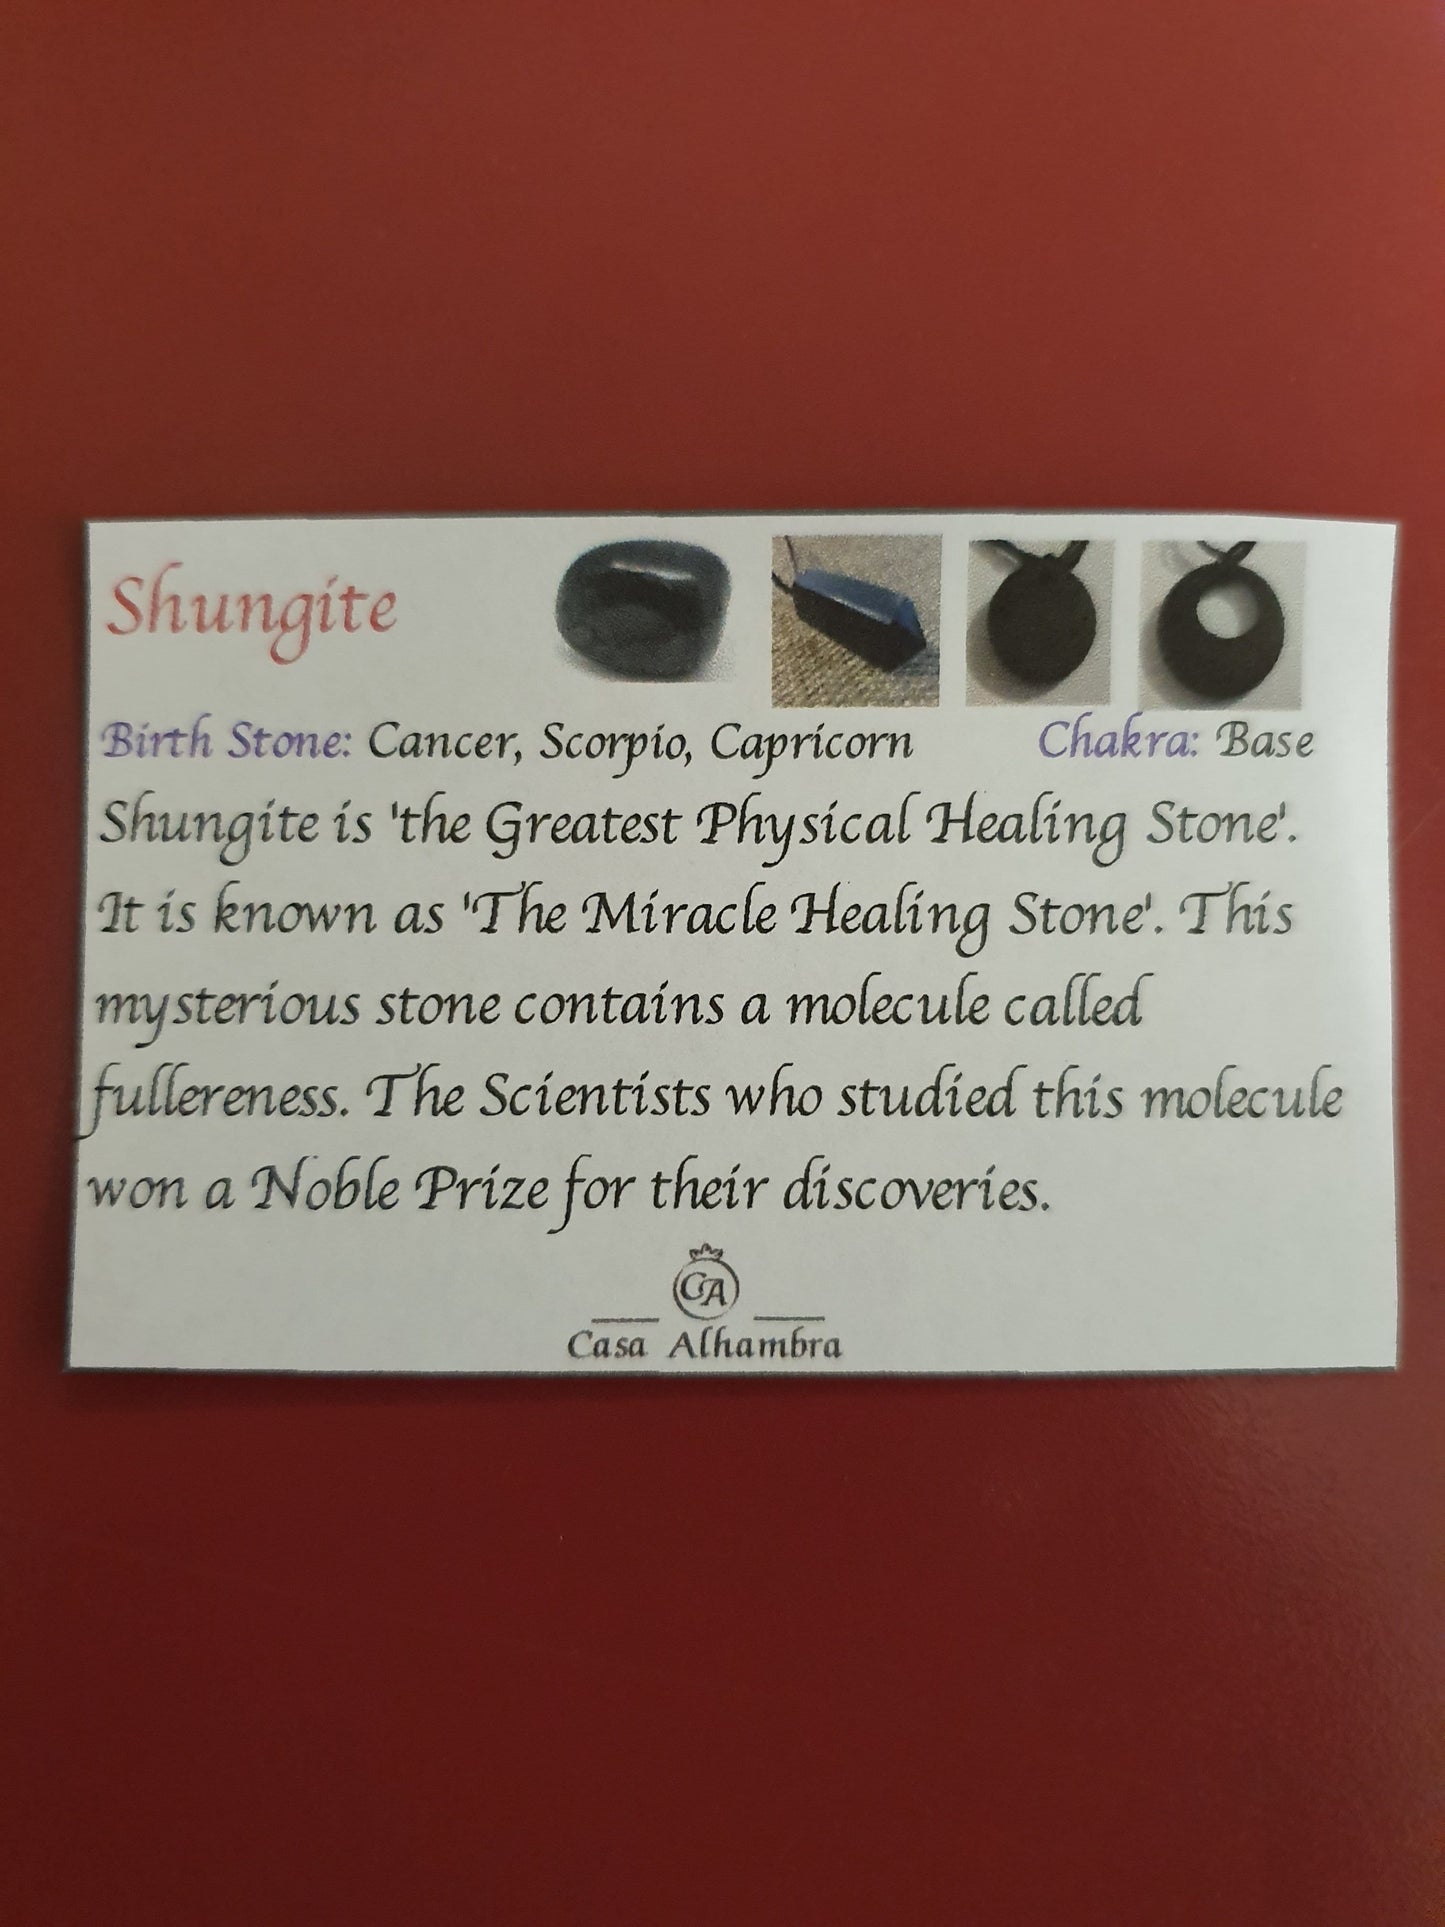 Shungite
Birth Stone: Cancer, Scorpio, Capricorn Chakra: Base
Shungite is 'the Greatest Physical Healing Stone'.
It is known as 'The Miracle Healing Stone'. This
mysterious stone contains a molecule called
fullereness. The Scientists who studied this molecule
won a Noble Prize for their discoveries.
CA
Casa Alhambra